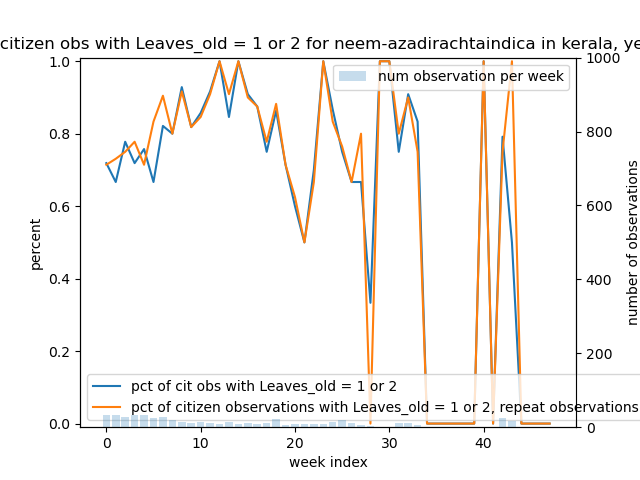 citizen obs with Leaves_old = 1 or 2 for neem-azadirachtaindica in kerala,
num observation per week
1.0
0.8
0.6
0.4
0.2
0.0
percent
1000
800
600
400
200
0
number of observations
pct of cit obs with Leaves_old = 1 or 2
pct of citizen observations with Leaves_old = 1 or 2, repeat observations
0 10 20 30 40
week index